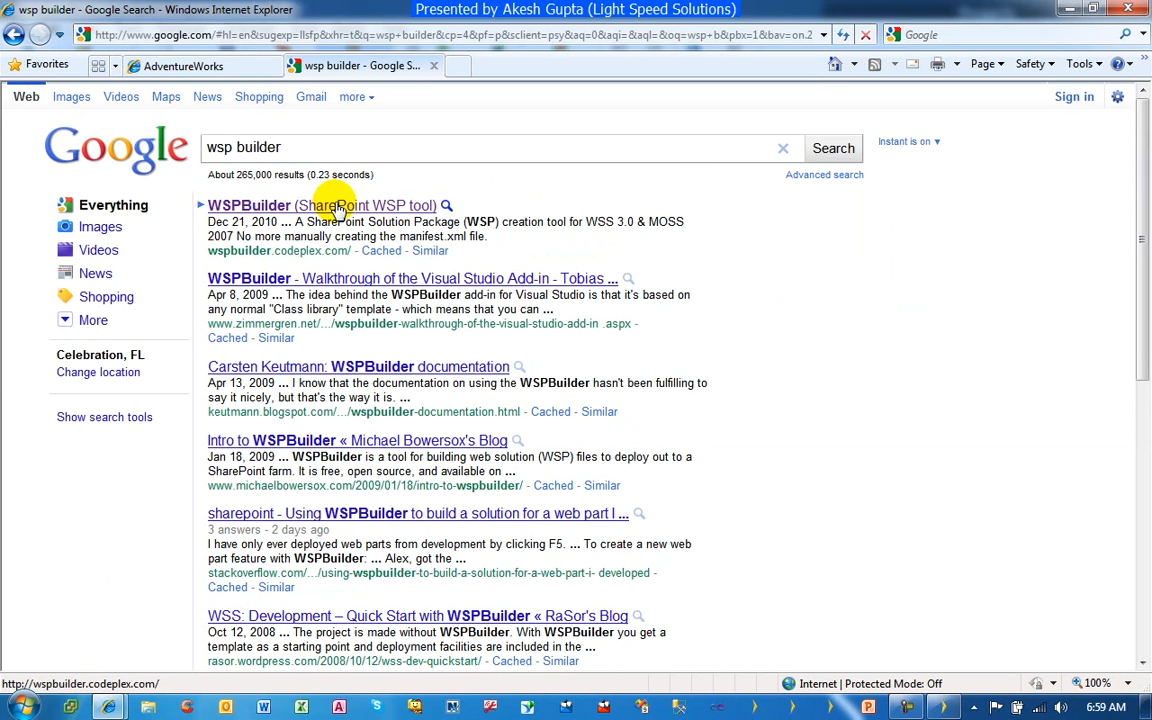 wsp builder - Google Search - Windows Internet Explorer
Presented by Akesh Gupta (Light Speed Solutions)
http://www.google.com/#hl=en&sugexp=llsfp&xhr=t&q=wsp+builder&cp=4&pf=p&sclient=psy&aq=0&aqi=&aql=&oq=wsp+b&pbx=1&bav=on.2
Google
Favorites
AdventureWorks
wsp builder - Google S...
Page
Safety
Tools
Web Images Videos Maps News Shopping Gmail more
Sign in
Google
wsp builder
Search
Instant is on ▼
About 265,000 results (0.23 seconds)
Advanced search
Everything
Images
Videos
News
Shopping
More
Celebration, FL
Change location
Show search tools
WSPBuilder (SharePoint WSP tool)
Dec 21, 2010 ... A SharePoint Solution Package (WSP) creation tool for WSS 3.0 & MOSS
2007 No more manually creating the manifest.xml file.
wspbuilder.codeplex.com/ - Cached - Similar
WSPBuilder - Walkthrough of the Visual Studio Add-in - Tobias ...
Apr 8, 2009 ... The idea behind the WSPBuilder add-in for Visual Studio is that it's based on
any normal "Class library" template - which means that you can ...
www.zimmergren.net/.../wspbuilder-walkthrough-of-the-visual-studio-add-in .aspx -
Cached - Similar
Carsten Keutmann: WSPBuilder documentation
Apr 13, 2009 ... I know that the documentation on using the WSPBuilder hasn't been fulfilling to
say it nicely, but that's the way it is. ...
keutmann.blogspot.com/.../wspbuilder-documentation.html - Cached - Similar
Intro to WSPBuilder « Michael Bowersox's Blog
Jan 18, 2009 ... WSPBuilder is a tool for building web solution (WSP) files to deploy out to a
SharePoint farm. It is free, open source, and available on ...
www.michaelbowersox.com/2009/01/18/intro-to-wspbuilder/ - Cached - Similar
sharepoint - Using WSPBuilder to build a solution for a web part I ...
3 answers - 2 days ago
I have only ever deployed web parts from development by clicking F5. ... To create a new web
part feature with WSPBuilder: ... Alex, got the ...
stackoverflow.com/.../using-wspbuilder-to-build-a-solution-for-a-web-part-i- developed -
Cached - Similar
WSS: Development – Quick Start with WSPBuilder « RaSor's Blog
Oct 12, 2008 ... The project is made without WSPBuilder. With WSPBuilder you get a
template as a starting point and deployment facilities are included in the ...
rasor.wordpress.com/2008/10/12/wss-dev-quickstart/ - Cached - Similar
http://wspbuilder.codeplex.com/
Internet | Protected Mode: Off
100%
6:59 AM